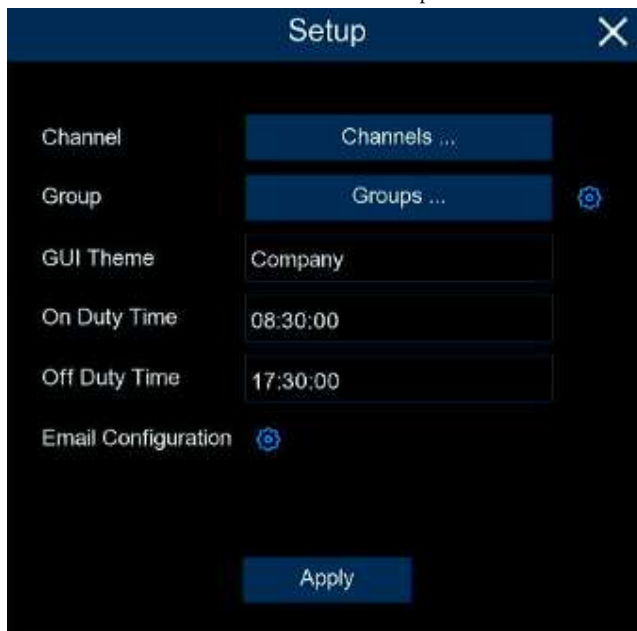 Setup
Channel Channels ...
Group Groups ...
GUI Theme Company
On Duty Time 08:30:00
Off Duty Time 17:30:00
Email Configuration
Apply